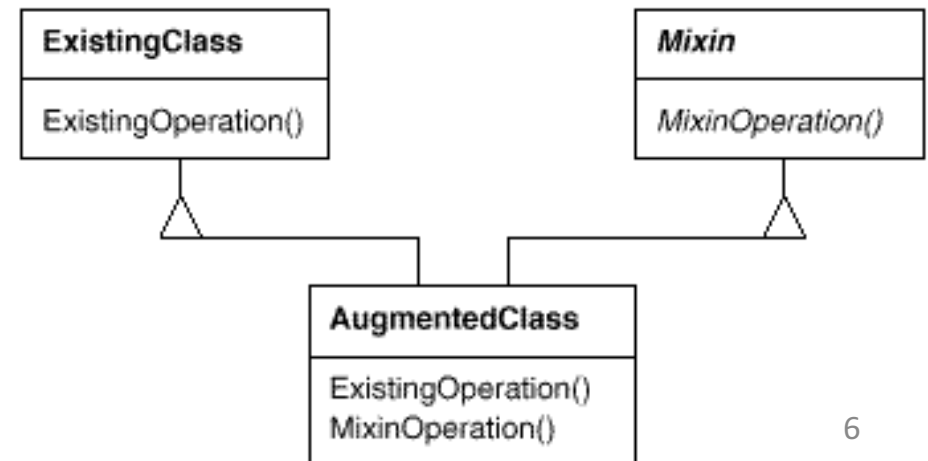 ExistingClass
ExistingOperation()
Mixin
MixinOperation()
AugmentedClass
ExistingOperation()
MixinOperation()
6